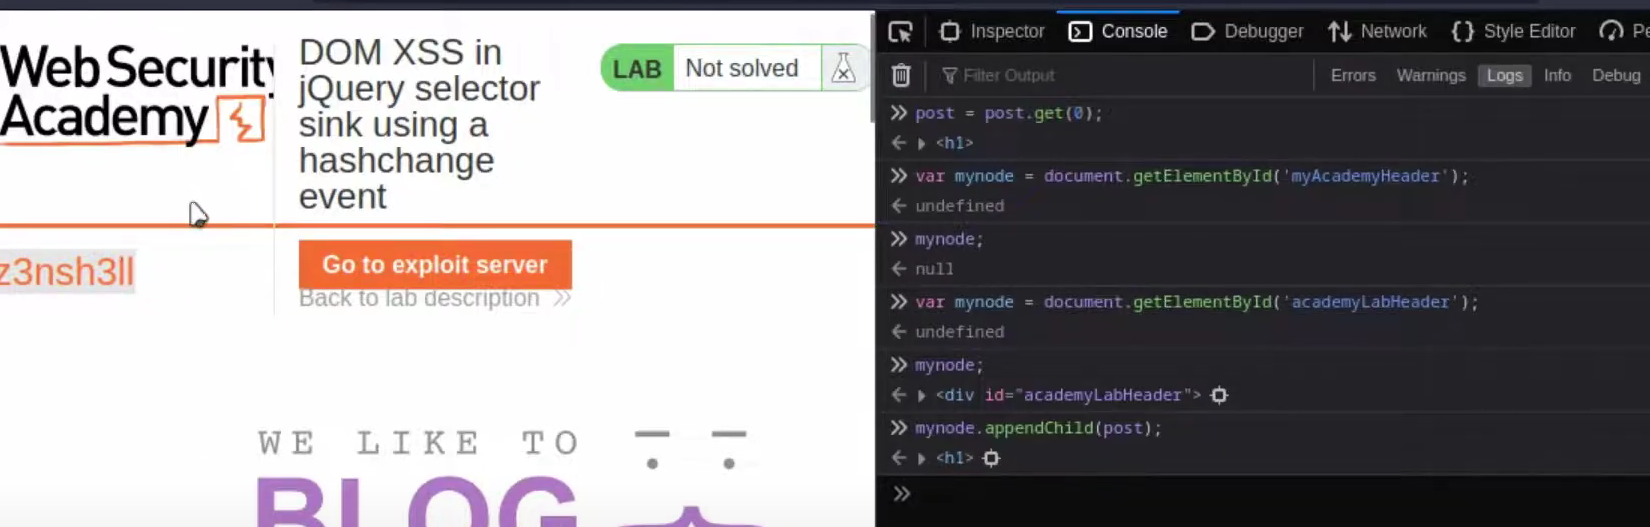 Web Security
Academy
DOM XSS in
jQuery selector
sink using a
hashchange
event
LAB Not solved
z3nsh3ll
Go to exploit server
Back to lab description
WE LIKE TO
BLOG
Inspector Console Debugger Network Style Editor Pe
Filter Output Errors Warnings Logs Info Debug
post = post.get(0);
<h1>
var mynode = document.getElementById('myAcademyHeader');
undefined
mynode;
null
var mynode = document.getElementById('academyLabHeader');
undefined
mynode;
<div id="academyLabHeader">
mynode.appendChild(post);
<h1>